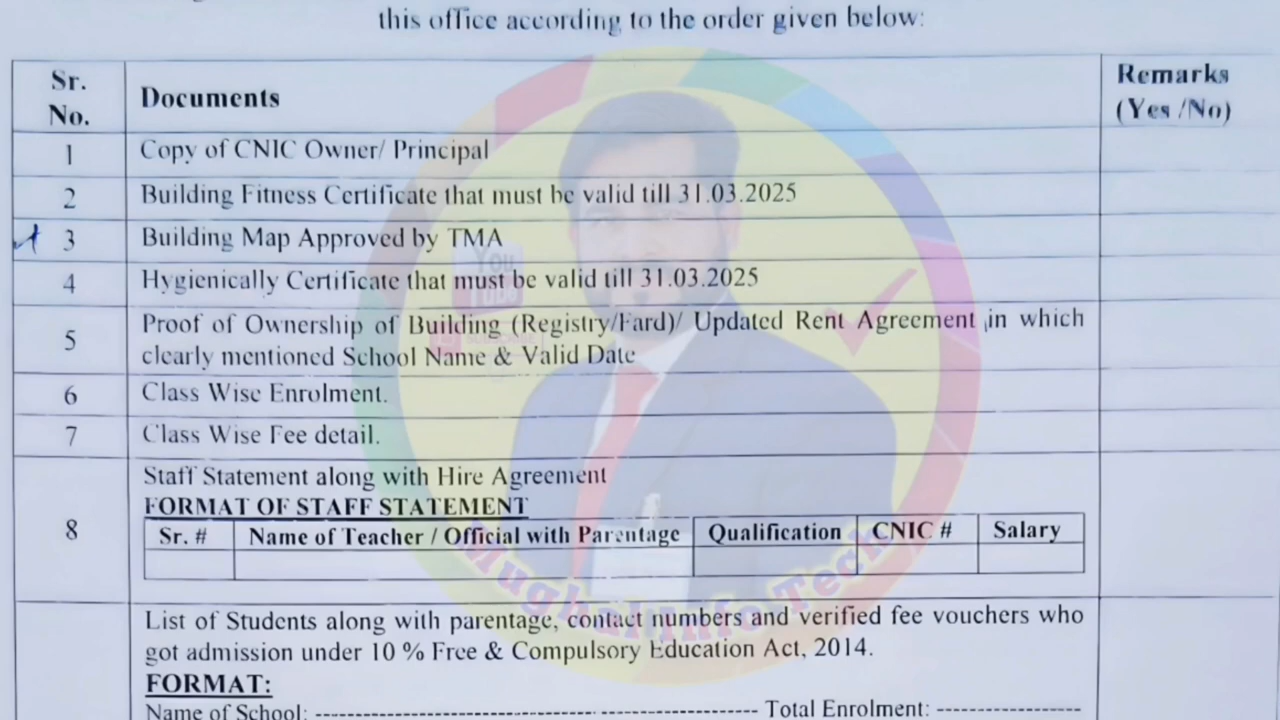 this office according to the order given below:
Sr. No.
Documents
Remarks (Yes /No)
1
Copy of CNIC Owner/ Principal
2
Building Fitness Certificate that must be valid till 31.03.2025
3
Building Map Approved by TMA
4
Hygienically Certificate that must be valid till 31.03.2025
5
Proof of Ownership of Building (Registry/Fard)/ Updated Rent Agreement in which
clearly mentioned School Name & Valid Date
6
Class Wise Enrolment.
7
Class Wise Fee detail.
8
Staff Statement along with Hire Agreement
FORMAT OF STAFF STATEMENT
Sr. # Name of Teacher / Official with Parentage Qualification CNIC # Salary
List of Students along with parentage, contact numbers and verified fee vouchers who
got admission under 10 % Free & Compulsory Education Act, 2014.
FORMAT:
Name of School: ---------------------------------------------- Total Enrolment: ----------------
You Tube
SUBSCRIBE
Mughal Info Tech